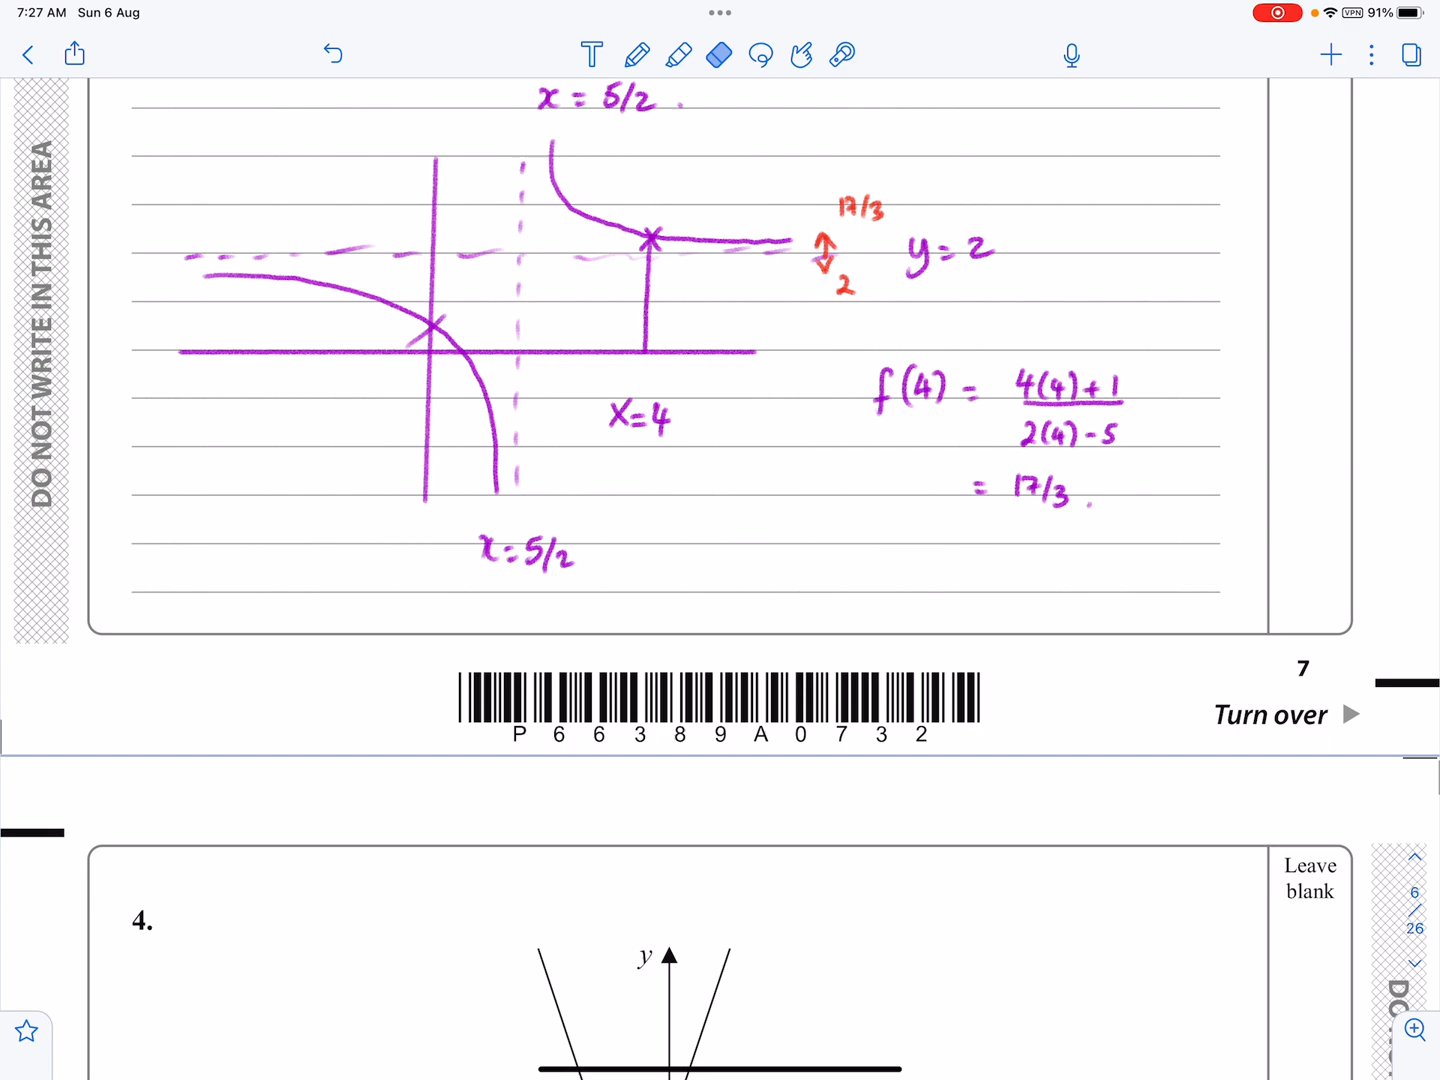 7:27 AM Sun 6 Aug
VPN 91%
x = 5/2 .
17/3
y = 2
2
f(4) = 4(4)+1
2(4)-5
X=4
= 17/3 .
x = 5/2
DO NOT WRITE IN THIS AREA
7
P 6 6 3 8 9 A 0 7 3 2
Turn over
Leave
blank
4.
y
6
/
26